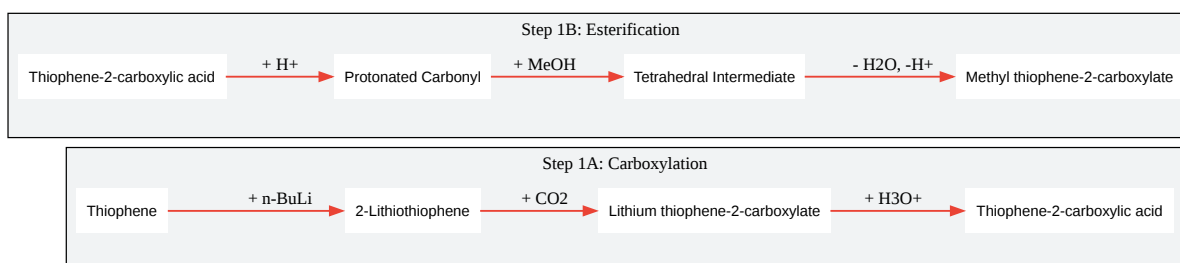 Step 1B: Esterification
Thiophene-2-carboxylic acid
+ H+
Protonated Carbonyl
+ MeOH
Tetrahedral Intermediate
- H2O, -H+
Methyl thiophene-2-carboxylate
Step 1A: Carboxylation
Thiophene
+ n-BuLi
2-Lithiothiophene
+ CO2
Lithium thiophene-2-carboxylate
+ H3O+
Thiophene-2-carboxylic acid